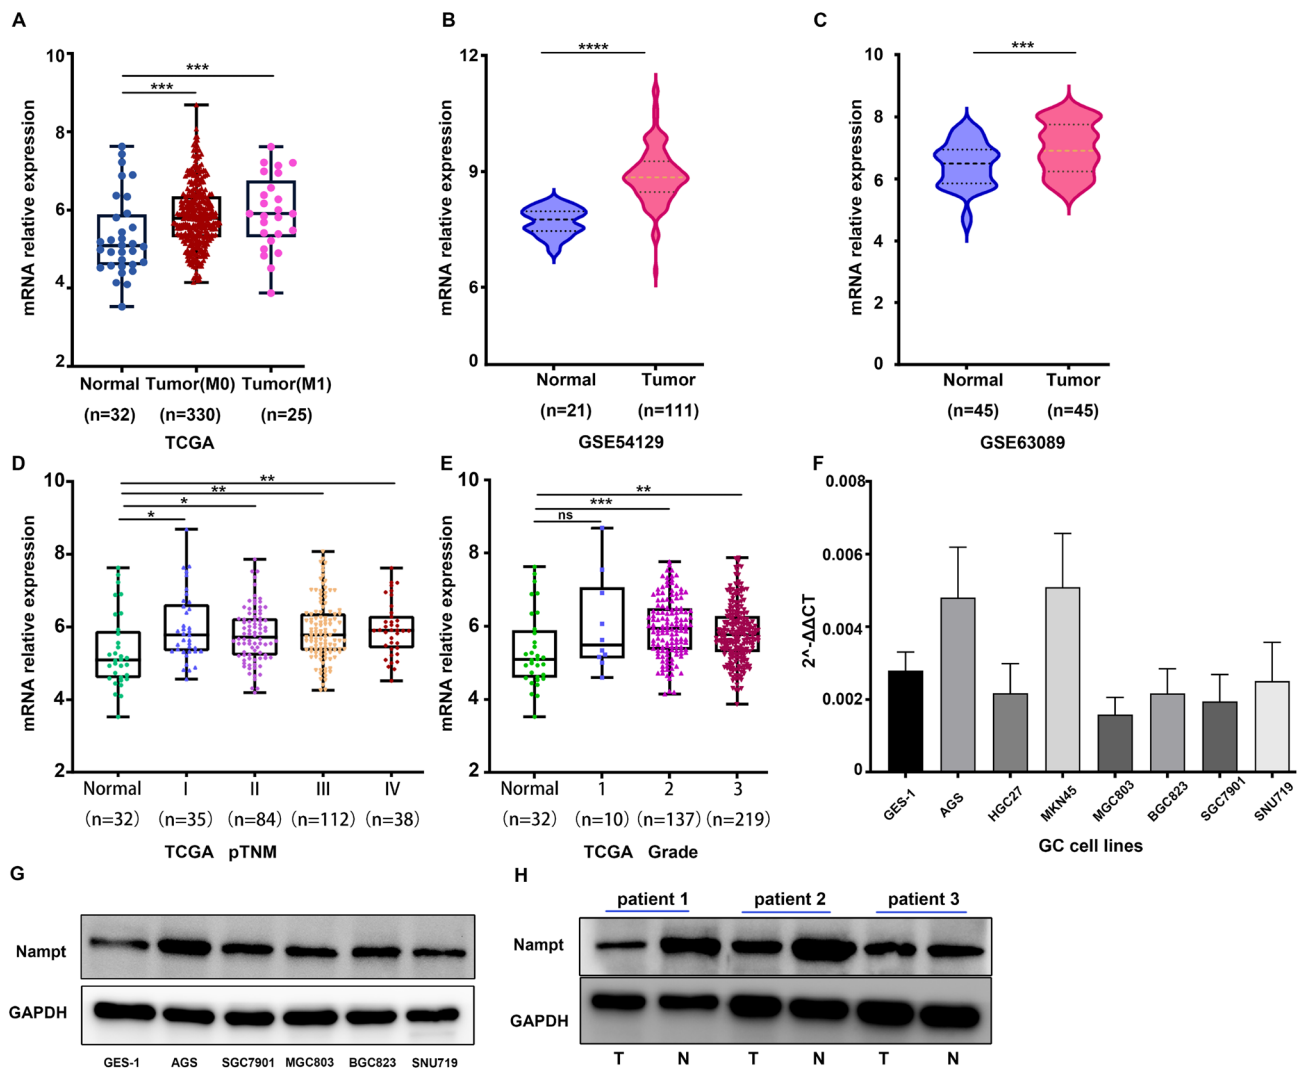 A
mRNA relative expression
10
8
6
4
2
***
***
Normal Tumor(M0) Tumor(M1)
(n=32) (n=330) (n=25)
TCGA
B
mRNA relative expression
12
9
6
0
****
Normal Tumor
(n=21) (n=111)
GSE54129
C
mRNA relative expression
10
8
6
4
2
0
***
Normal Tumor
(n=45) (n=45)
GSE63089
D
mRNA relative expression
10
8
6
4
2
**
**
*
*
Normal I II III IV
(n=32) (n=35) (n=84) (n=112) (n=38)
TCGA pTNM
E
mRNA relative expression
10
8
6
4
2
**
***
ns
Normal 1 2 3
(n=32) (n=10) (n=137) (n=219)
TCGA Grade
F
2^-ΔΔCT
0.008
0.006
0.004
0.002
0
GES-1 AGS HGC27 MKN45 MGC803 BGC823 SGC7901 SNU719
GC cell lines
G
Nampt
GAPDH
GES-1 AGS SGC7901 MGC803 BGC823 SNU719
H
patient 1 patient 2 patient 3
Nampt
GAPDH
T N T N T N